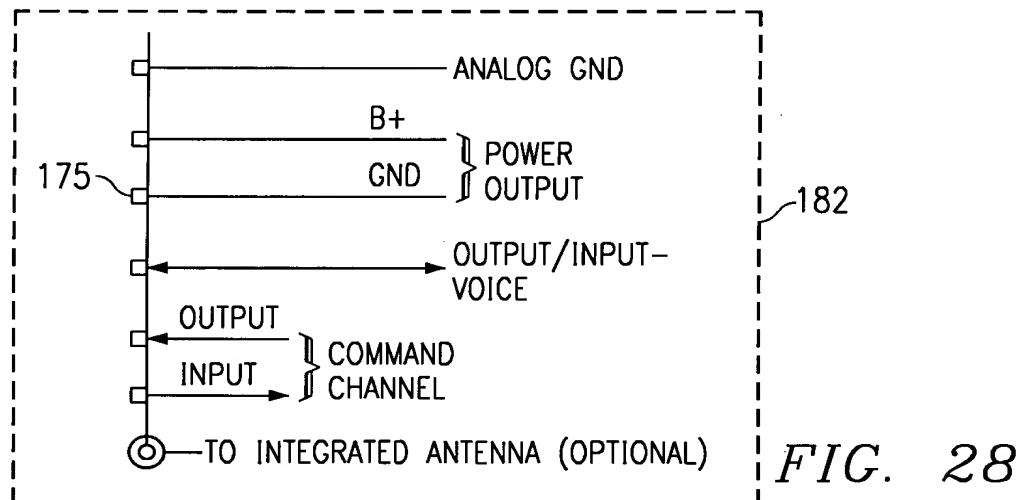 ANALOG GND
B+
POWER
175
GND
OUTPUT
182
OUTPUT/INPUT-
VOICE
OUTPUT
COMMAND
INPUT
CHANNEL
TO INTEGRATED ANTENNA (OPTIONAL)
FIG. 28